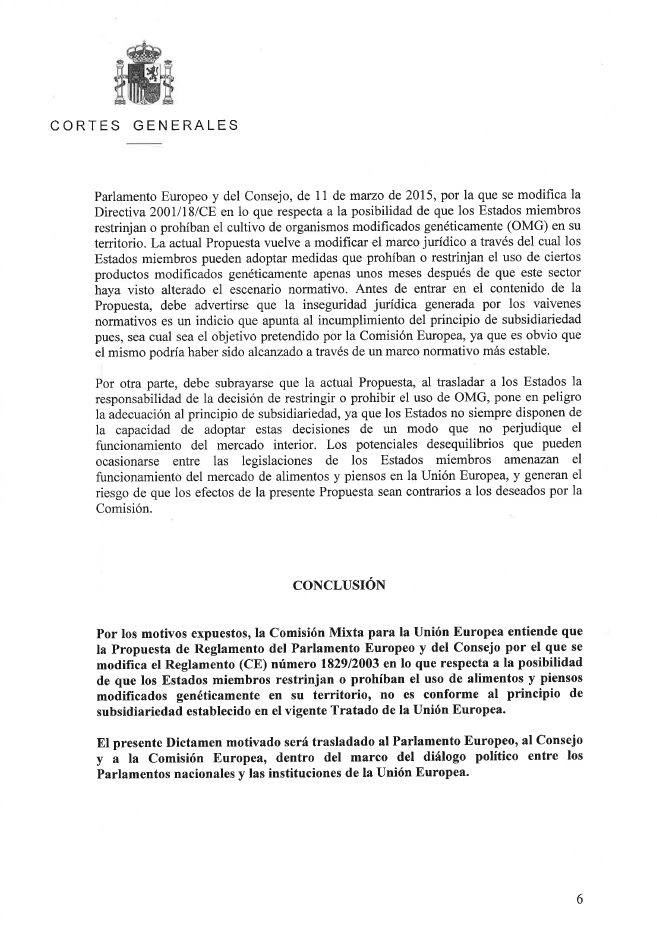 CORTES GENERALES
Parlamento Europeo y del Consejo, de 11 de marzo de 2015, por la que se modifica la
Directiva 2001/18/CE en lo que respecta a la posibilidad de que los Estados miembros
restrinjan o prohíban el cultivo de organismos modificados genéticamente (OMG) en su
territorio. La actual Propuesta vuelve a modificar el marco jurídico a través del cual los
Estados miembros pueden adoptar medidas que prohíban o restrinjan el uso de ciertos
productos modificados genéticamente apenas unos meses después de que este sector
haya visto alterado el escenario normativo. Antes de entrar en el contenido de la
Propuesta, debe advertirse que la inseguridad jurídica generada por los vaivenes
normativos es un indicio que apunta al incumplimiento del principio de subsidiariedad
pues, sea cual sea el objetivo pretendido por la Comisión Europea, ya que es obvio que
el mismo podría haber sido alcanzado a través de un marco normativo más estable.
Por otra parte, debe subrayarse que la actual Propuesta, al trasladar a los Estados la
responsabilidad de la decisión de restringir o prohibir el uso de OMG, pone en peligro
la adecuación al principio de subsidiariedad, ya que los Estados no siempre disponen de
la capacidad de adoptar estas decisiones de un modo que no perjudique el
funcionamiento del mercado interior. Los potenciales desequilibrios que pueden
ocasionarse entre las legislaciones de los Estados miembros amenazan el
funcionamiento del mercado de alimentos y piensos en la Unión Europea, y generan el
riesgo de que los efectos de la presente Propuesta sean contrarios a los deseados por la
Comisión.
CONCLUSIÓN
Por los motivos expuestos, la Comisión Mixta para la Unión Europea entiende que
la Propuesta de Reglamento del Parlamento Europeo y del Consejo por el que se
modifica el Reglamento (CE) número 1829/2003 en lo que respecta a la posibilidad
de que los Estados miembros restrinjan o prohíban el uso de alimentos y piensos
modificados genéticamente en su territorio, no es conforme al principio de
subsidiariedad establecido en el vigente Tratado de la Unión Europea.
El presente Dictamen motivado será trasladado al Parlamento Europeo, al Consejo
y a la Comisión Europea, dentro del marco del diálogo político entre los
Parlamentos nacionales y las instituciones de la Unión Europea.
6